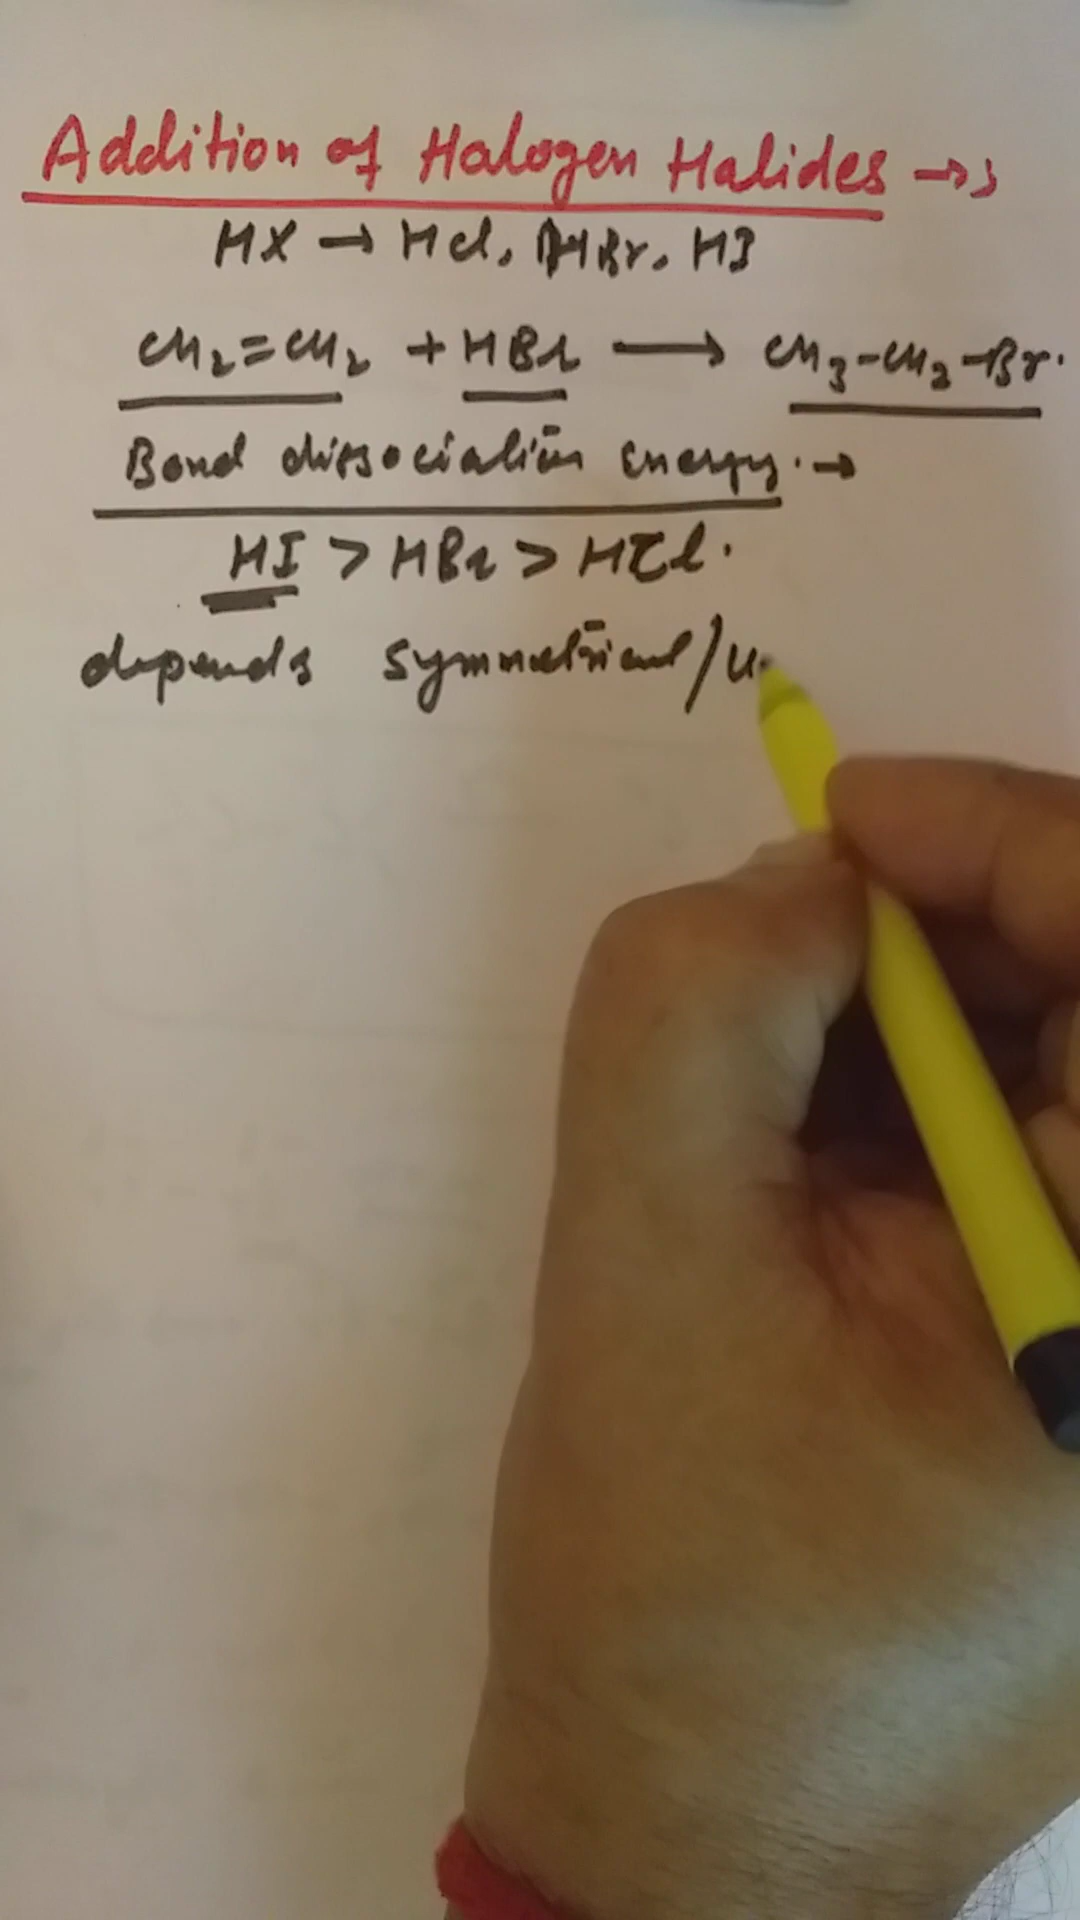 Addition of Halogen Halides →
HX → HCl, HBr, HI
CH2=CH2 + HBr ⟶ CH3-CH2-Br.
Bond dissociation energy. →
HI > HBr > HCl.
depends symmetrical/u